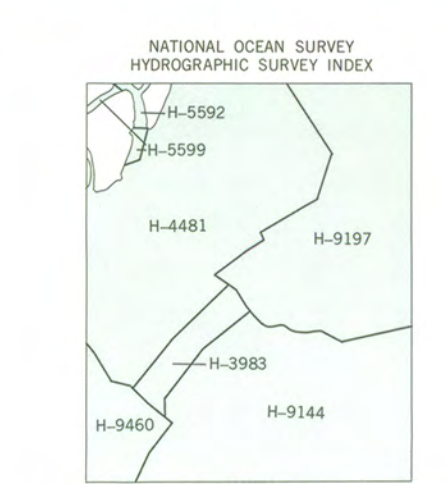 NATIONAL OCEAN SURVEY
HYDROGRAPHIC SURVEY INDEX
H-5592
H-5599
H-4481
H-9197
H-3983
H-9144
H-9460